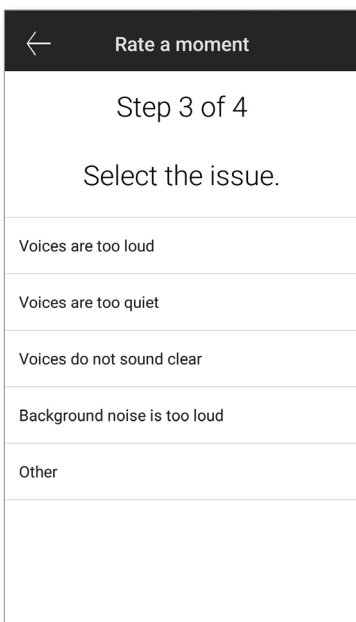 Rate a moment
Step 3 of 4
Select the issue.
Voices are too loud
Voices are too quiet
Voices do not sound clear
Background noise is too loud
Other